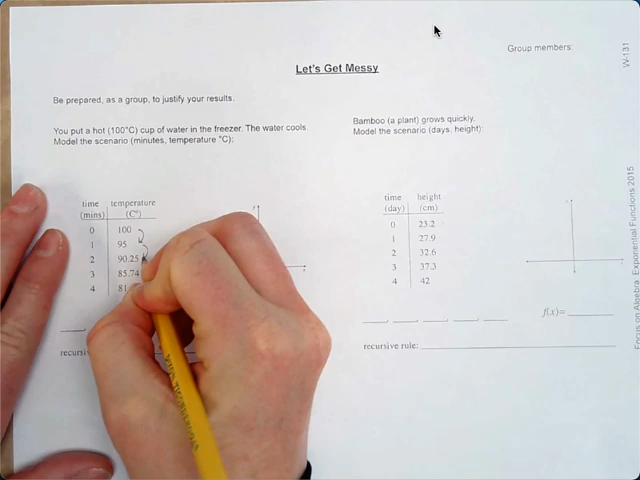 Group members:
W-131
Let's Get Messy
Be prepared, as a group, to justify your results.
You put a hot (100°C) cup of water in the freezer. The water cools.
Model the scenario (minutes, temperature °C):
time temperature
(mins) (C°)
0 100
1 95
2 90.25
3 85.74
4 81
Bamboo (a plant) grows quickly.
Model the scenario (days, height):
time height
(day) (cm)
0 23.2
1 27.9
2 32.6
3 37.3
4 42
f(x)=
recursive rule:
Focus on Algebra: Exponential Functions 2015